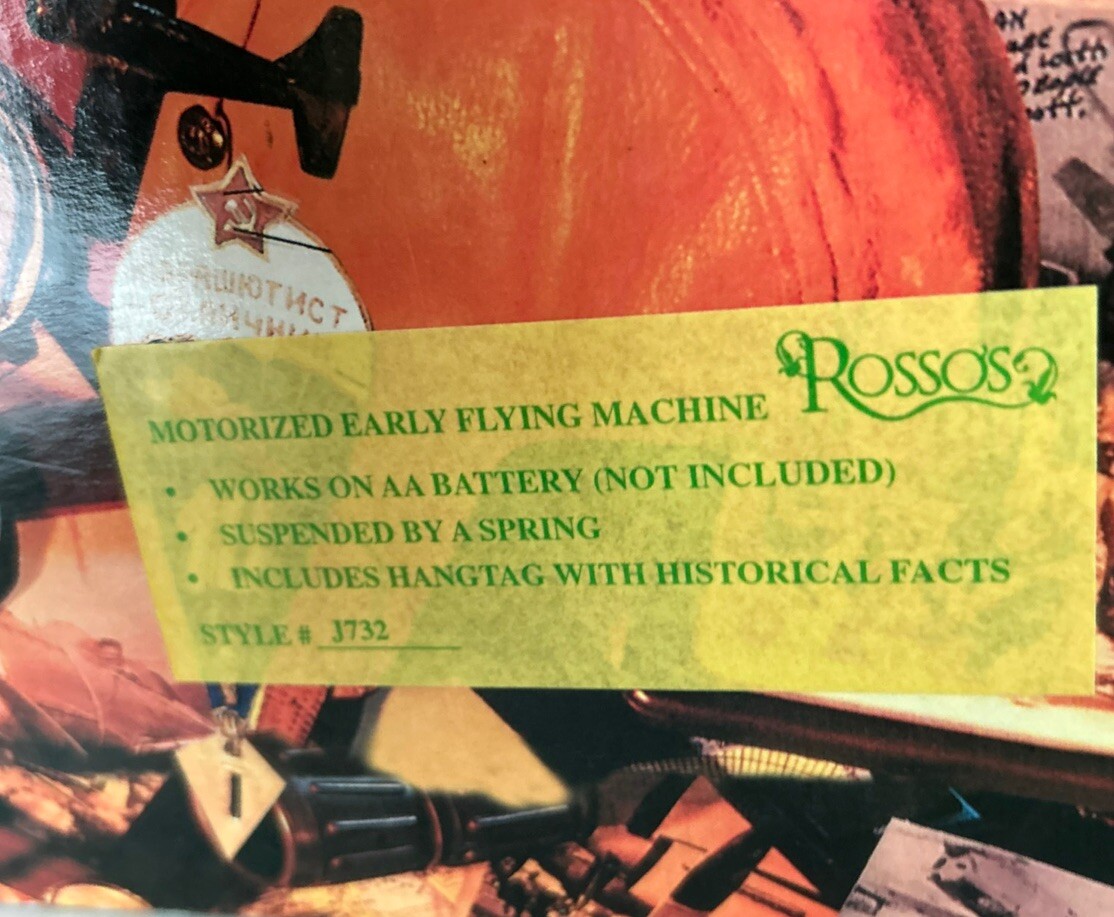 ROSSO'S
MOTORIZED EARLY FLYING MACHINE
• WORKS ON AA BATTERY (NOT INCLUDED)
• SUSPENDED BY A SPRING
• INCLUDES HANGTAG WITH HISTORICAL FACTS
STYLE # J732